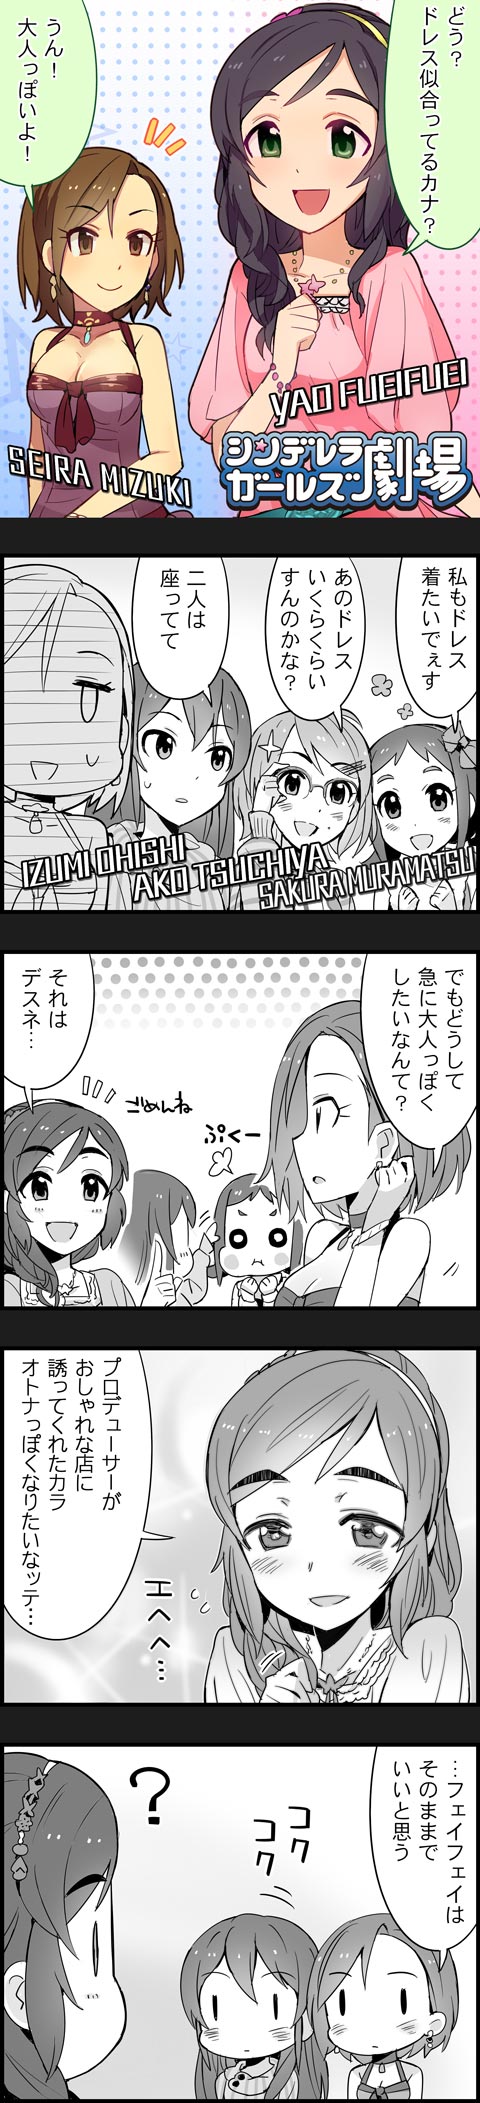 どう？
ドレス似合ってるカナ？
うん！
大人っぽいよ！
YAO FUEIFUEI
SEIRA MIZUKI
シンデレラ
ガールズ劇場
私もドレス
着たいでぇす
あのドレス
いくらくらい
すんのかな？
二人は
座ってて
IZUMI OHISHI
AKO TSUCHIYA
SAKURA MURAMATSU
でもどうして
急に大人っぽく
したいなんて？
ぷくー
ごめんね
それは
デスネ…
プロデューサーが
おしゃれな店に
誘ってくれたカラ
オトナっぽくなりたいなッテ…
エヘヘ…
…フェイフェイは
そのままで
いいと思う
コク
コク
？